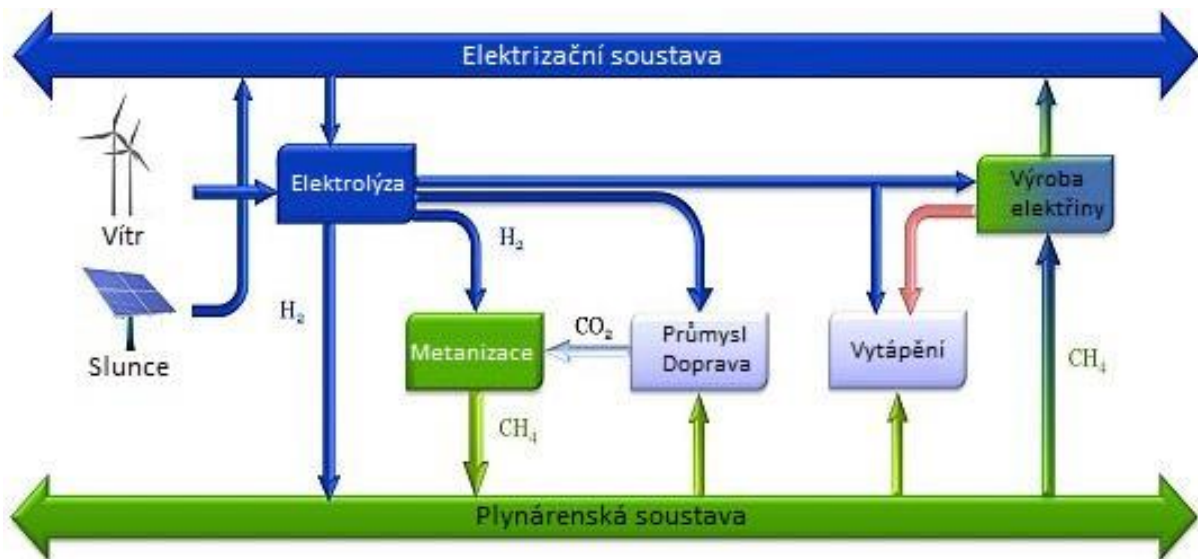 Elektrizační soustava
Vítr
Slunce
Elektrolýza
H₂
H₂
Metanizace
CO₂
Průmysl
Doprava
Vytápění
Výroba
elektřiny
CH₄
CH₄
Plynárenská soustava